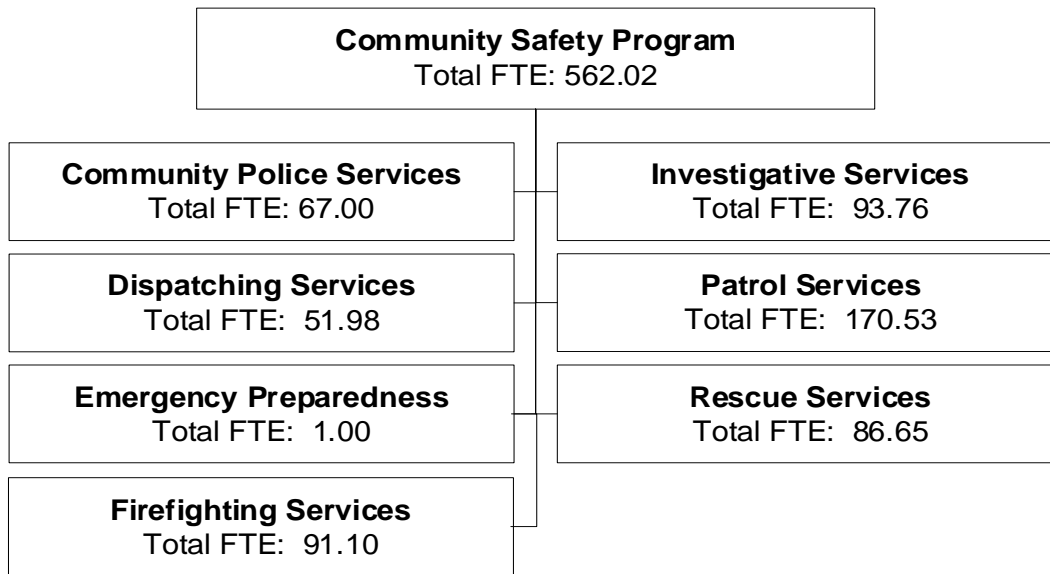 Community Safety Program
Total FTE: 562.02
Community Police Services
Total FTE: 67.00
Investigative Services
Total FTE: 93.76
Dispatching Services
Total FTE: 51.98
Patrol Services
Total FTE: 170.53
Emergency Preparedness
Total FTE: 1.00
Rescue Services
Total FTE: 86.65
Firefighting Services
Total FTE: 91.10